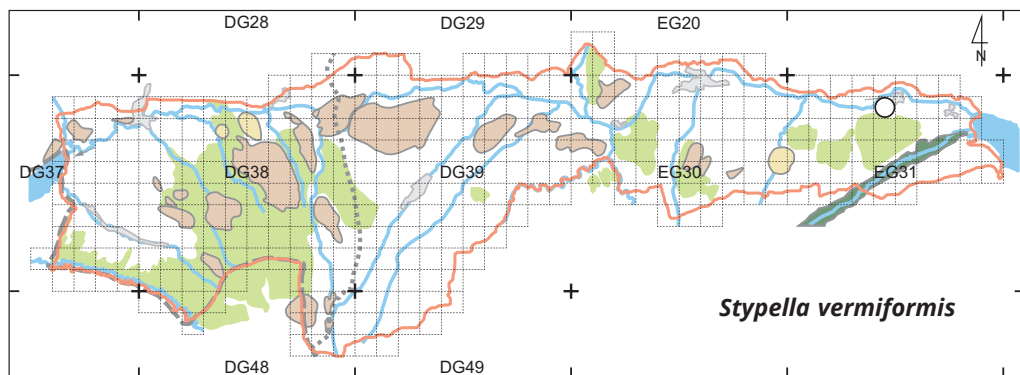 DG28 DG29 EG20
N
DG37 DG38 DG39 EG30 EG31
Stypella vermiformis
DG48 DG49